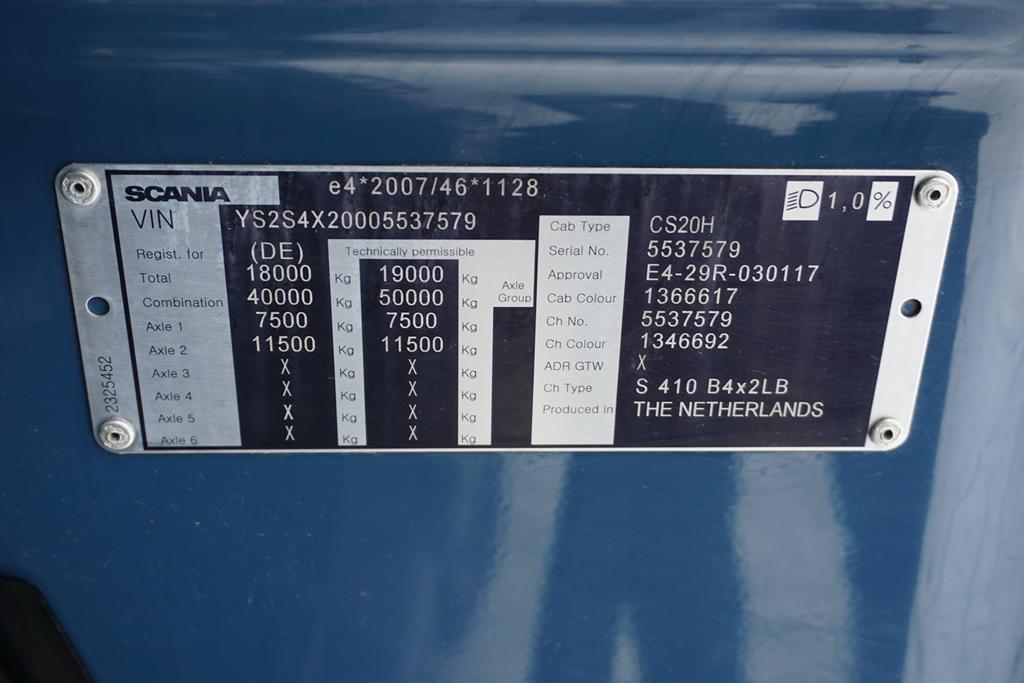 SCANIA e4*2007/46*1128 1,0 %
VIN YS2S4X20005537579
Regist. for (DE) Technically permissible
Total 18000 Kg 19000 Kg Axle Group
Combination 40000 Kg 50000 Kg
Axle 1 7500 Kg 7500 Kg
Axle 2 11500 Kg 11500 Kg
Axle 3 X Kg X Kg
Axle 4 X Kg X Kg
Axle 5 X Kg X Kg
Axle 6 X Kg X Kg
Cab Type CS20H
Serial No. 5537579
Approval E4-29R-030117
Cab Colour 1366617
Ch No. 5537579
Ch Colour 1346692
ADR GTW X
Ch Type S 410 B4x2LB
Produced in THE NETHERLANDS
2325452